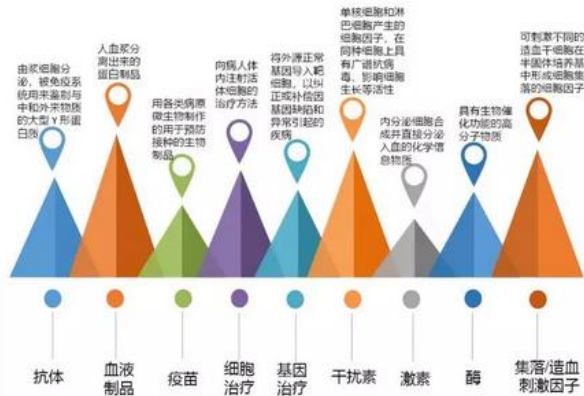 由浆细胞分
泌，被免疫系
统用来鉴别与
中和外来物质
的大型Y形蛋
白质
人血浆分
离出来的
蛋白制品
用各类病原
微生物制作
的用于预防
接种的生物
制品
向病人体
内注射活
体细胞的
治疗方法
将外源正常
基因导入靶
细胞，以纠
正或补偿因
基因缺陷和
异常引起的
疾病
单核细胞和淋
巴细胞产生的
细胞因子，在
同种细胞上具
有广谱抗病
毒、影响细胞
生长等活性
内分泌细胞合
成并直接分泌
入血的化学信
息物质
具有生物催
化功能的高
分子物质
可刺激不同的
造血干细胞在
半固体培养基
中形成细胞集
落的细胞因子
抗体
血液
制品
疫苗
细胞
治疗
基因
治疗
干扰素
激素
酶
集落/造血
刺激因子